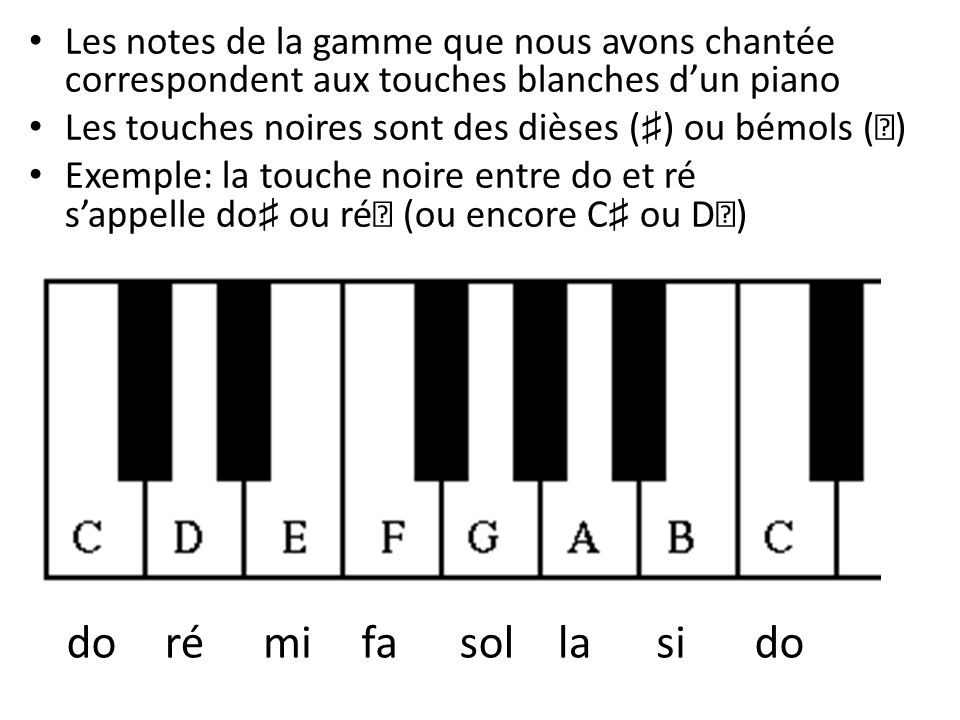 • Les notes de la gamme que nous avons chantée
correspondent aux touches blanches d’un piano
• Les touches noires sont des dièses (♯) ou bémols (⍰)
• Exemple: la touche noire entre do et ré
s’appelle do♯ ou ré⍰ (ou encore C♯ ou D⍰)
C D E F G A B C
do ré mi fa sol la si do